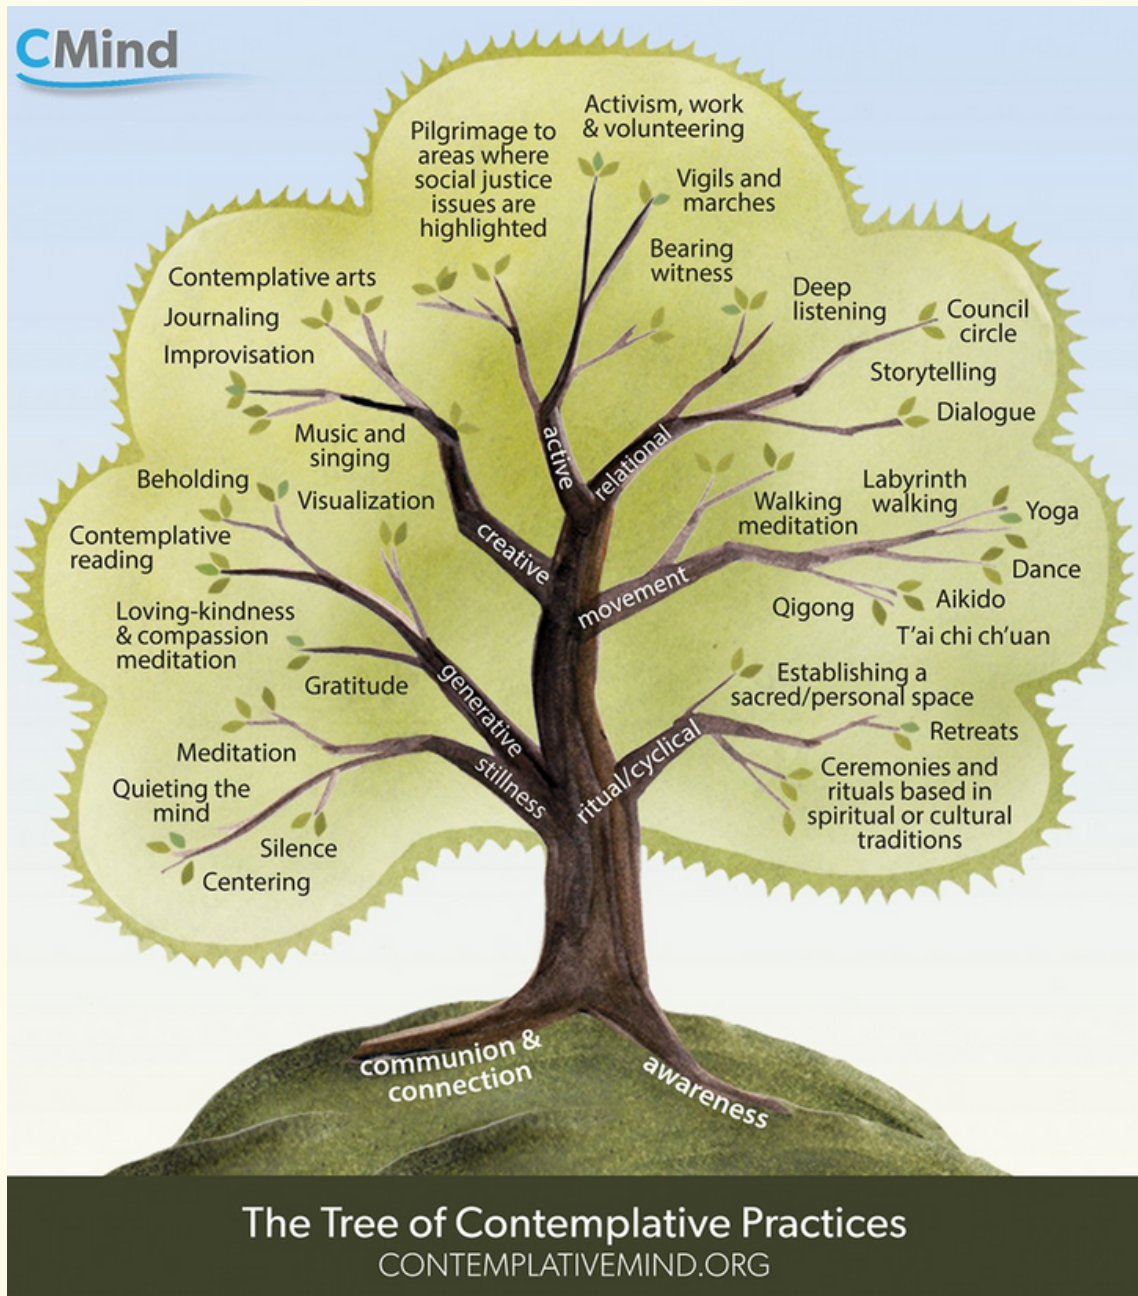 CMind
Activism, work
& volunteering
Pilgrimage to
areas where
social justice
issues are
highlighted
Vigils and
marches
Bearing
witness
Contemplative arts
Journaling
Improvisation
Music and
singing
Deep
listening
Council
circle
Storytelling
Dialogue
active
relational
creative
Beholding
Visualization
Contemplative
reading
Loving-kindness
& compassion
meditation
Gratitude
generative
Walking
meditation
Labyrinth
walking
Yoga
Dance
Aikido
Qigong
T'ai chi ch'uan
movement
Meditation
Quieting the
mind
Silence
Centering
stillness
Establishing a
sacred/personal space
Retreats
Ceremonies and
rituals based in
spiritual or cultural
traditions
ritual/cyclical
communion &
connection
awareness
The Tree of Contemplative Practices
CONTEMPLATIVEMIND.ORG